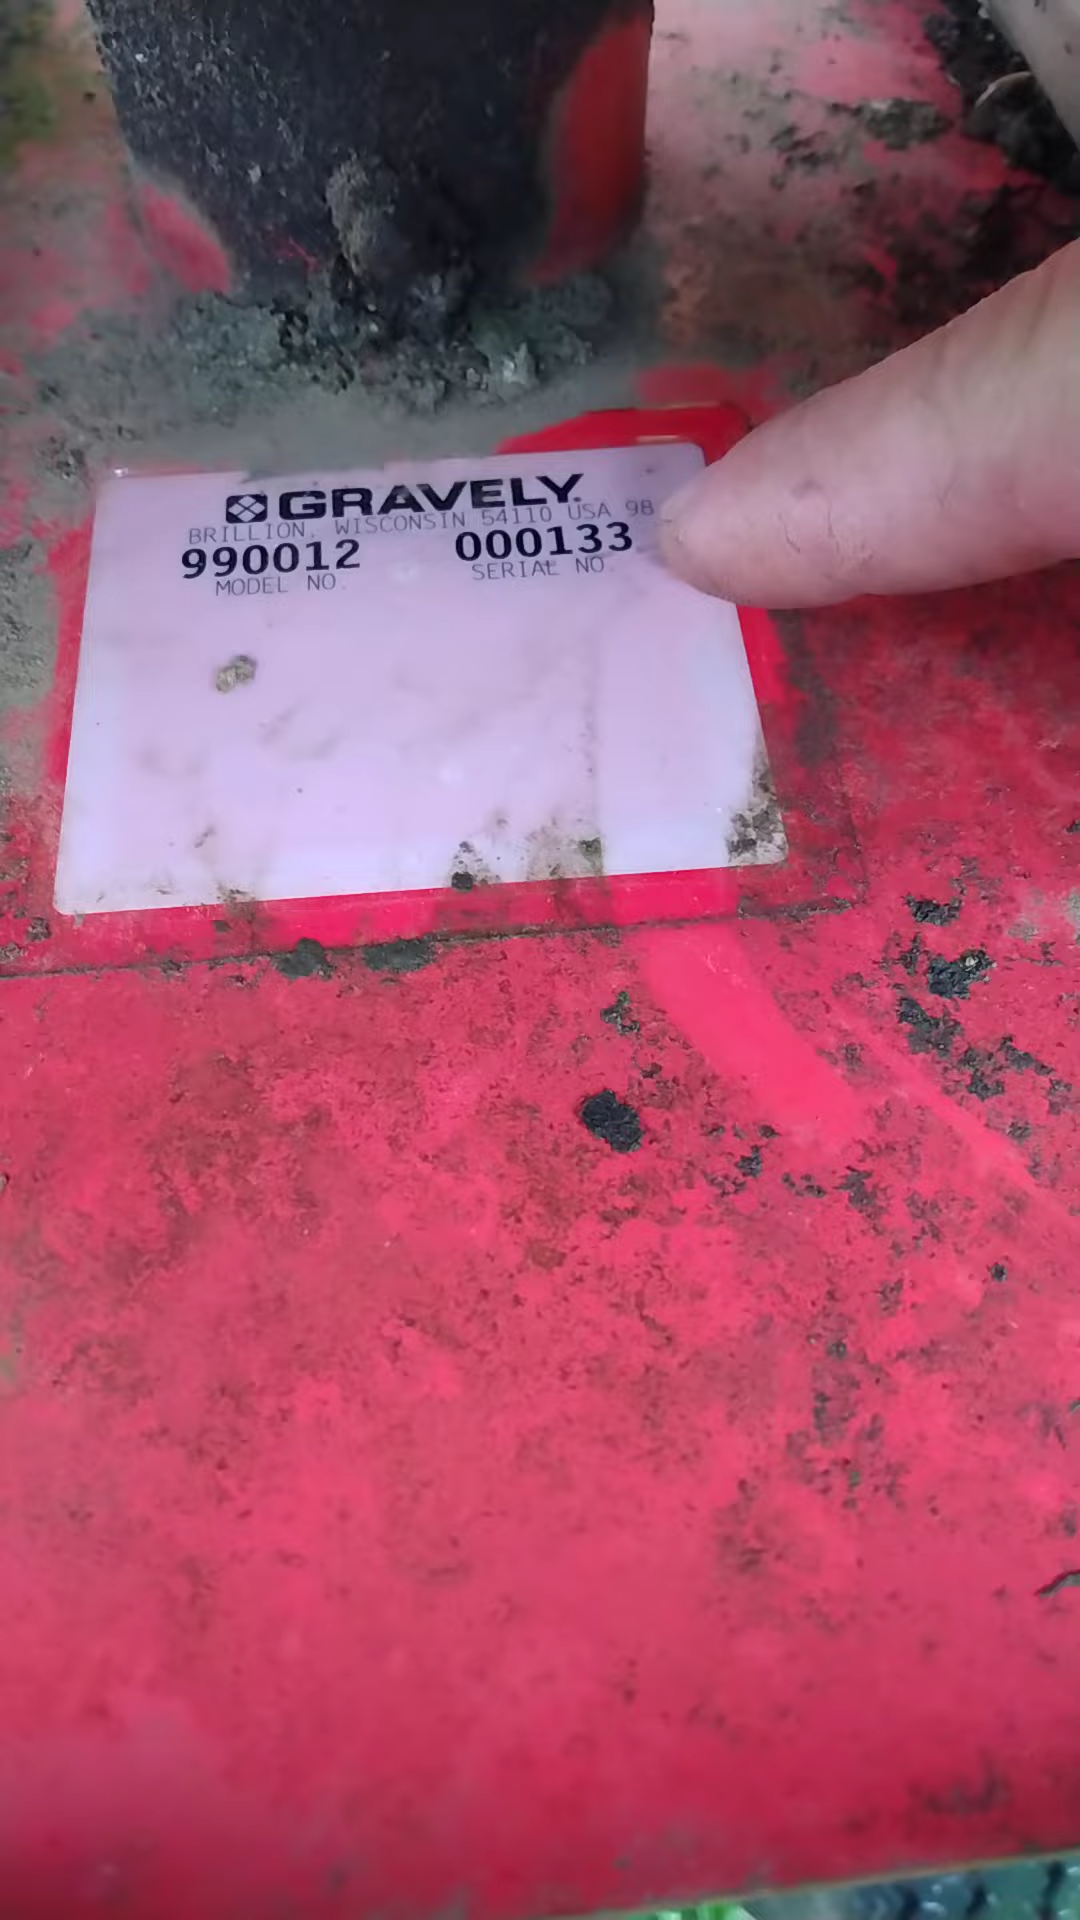 GRAVELY.
BRILLION, WISCONSIN 54110 USA 98
990012 000133
MODEL NO. SERIAL NO.